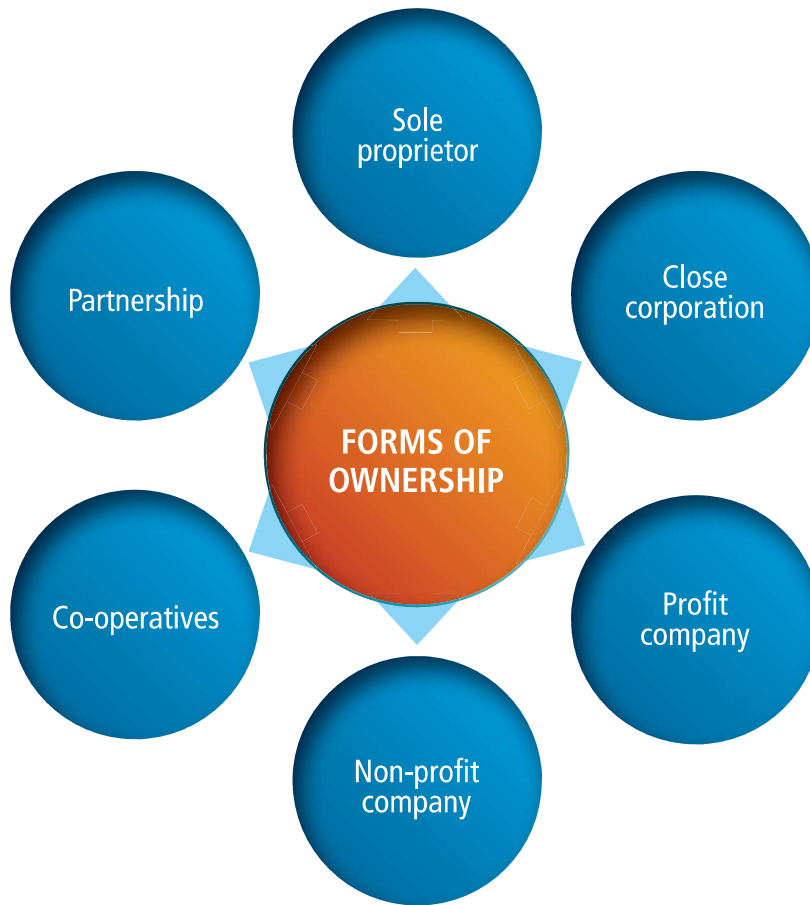 Sole
proprietor
Close
corporation
Profit
company
Non-profit
company
Co-operatives
Partnership
FORMS OF
OWNERSHIP